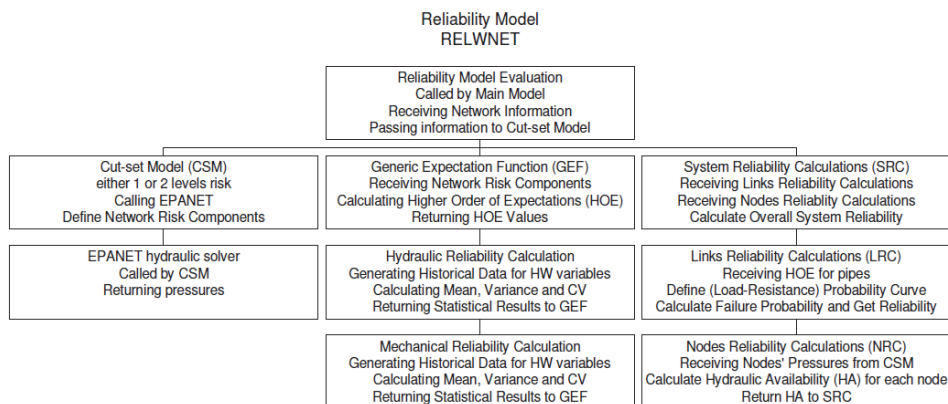 Reliability Model
RELWNET
Reliability Model Evaluation
Called by Main Model
Receiving Network Information
Passing information to Cut-set Model
Cut-set Model (CSM)
either 1 or 2 levels risk
Calling EPANET
Define Network Risk Components
Generic Expectation Function (GEF)
Receiving Network Risk Components
Calculating Higher Order of Expectations (HOE)
Returning HOE Values
System Reliability Calculations (SRC)
Receiving Links Reliability Calculations
Receiving Nodes Reliablity Calculations
Calculate Overall System Reliability
EPANET hydraulic solver
Called by CSM
Returning pressures
Hydraulic Reliability Calculation
Generating Historical Data for HW variables
Calculating Mean, Variance and CV
Returning Statistical Results to GEF
Links Reliability Calculations (LRC)
Receiving HOE for pipes
Define (Load-Resistance) Probability Curve
Calculate Failure Probability and Get Reliability
Mechanical Reliability Calculation
Generating Historical Data for HW variables
Calculating Mean, Variance and CV
Returning Statistical Results to GEF
Nodes Reliability Calculations (NRC)
Receiving Nodes' Pressures from CSM
Calculate Hydraulic Availability (HA) for each node
Return HA to SRC